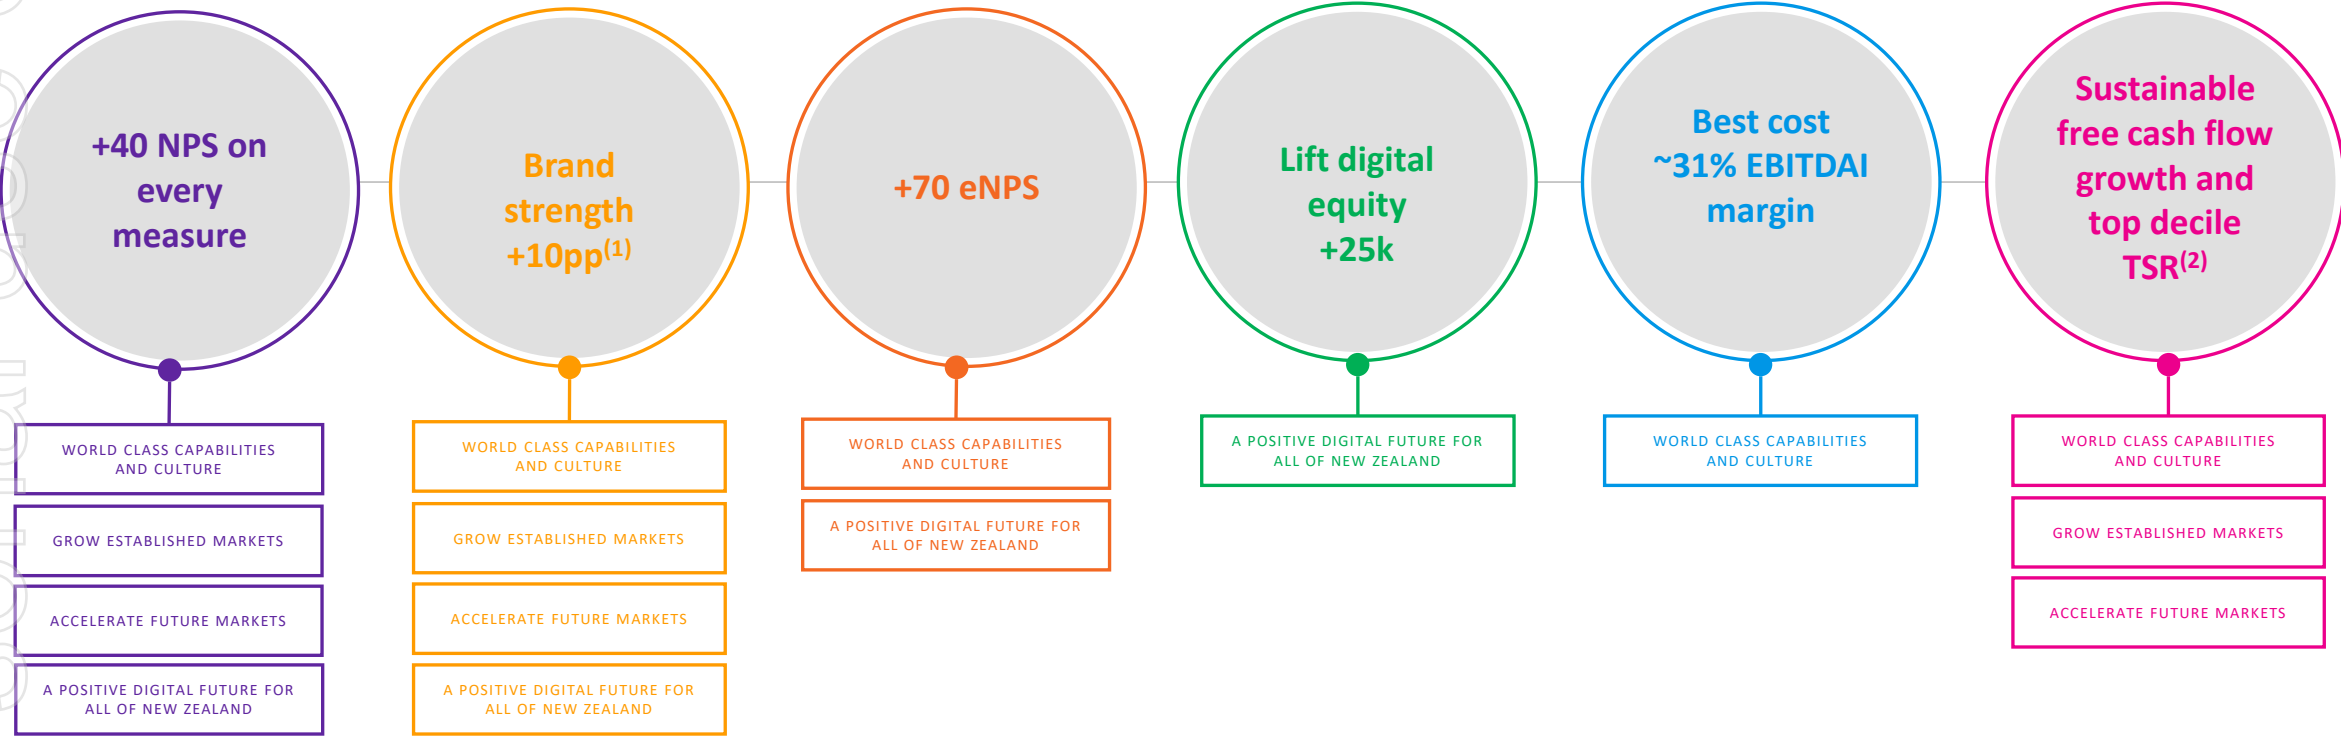 +40 NPS on
every
measure
WORLD CLASS CAPABILITIES
AND CULTURE
GROW ESTABLISHED MARKETS
ACCELERATE FUTURE MARKETS
A POSITIVE DIGITAL FUTURE FOR
ALL OF NEW ZEALAND
Brand
strength
+10pp(1)
WORLD CLASS CAPABILITIES
AND CULTURE
GROW ESTABLISHED MARKETS
ACCELERATE FUTURE MARKETS
A POSITIVE DIGITAL FUTURE FOR
ALL OF NEW ZEALAND
+70 eNPS
WORLD CLASS CAPABILITIES
AND CULTURE
A POSITIVE DIGITAL FUTURE FOR
ALL OF NEW ZEALAND
Lift digital
equity
+25k
A POSITIVE DIGITAL FUTURE FOR
ALL OF NEW ZEALAND
Best cost
~31% EBITDAI
margin
WORLD CLASS CAPABILITIES
AND CULTURE
Sustainable
free cash flow
growth and
top decile
TSR(2)
WORLD CLASS CAPABILITIES
AND CULTURE
GROW ESTABLISHED MARKETS
ACCELERATE FUTURE MARKETS